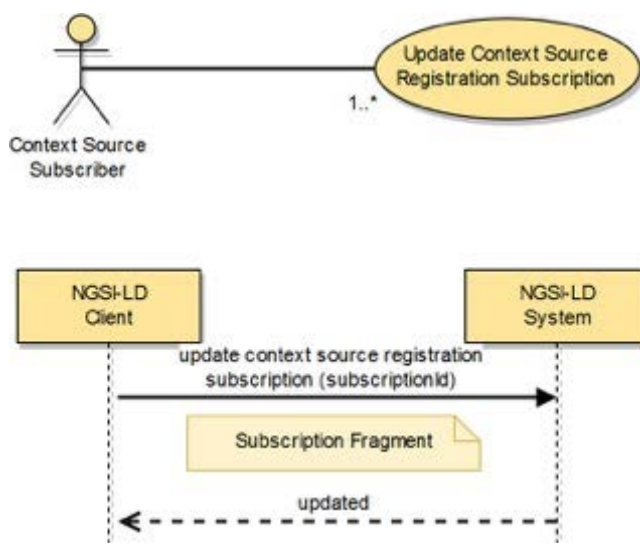 Update Context Source
Registration Subscription
1..*
Context Source
Subscriber
NGSI-LD
Client
NGSI-LD
System
update context source registration
subscription (subscriptionId)
Subscription Fragment
updated